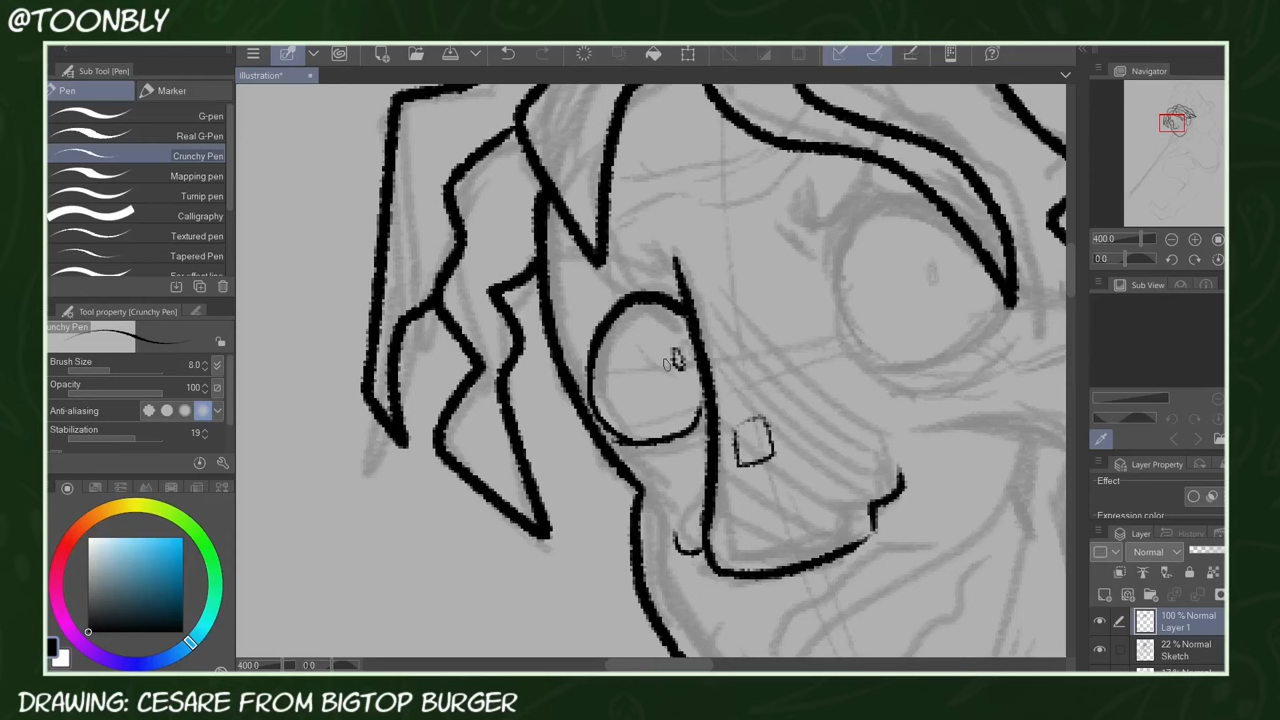 @TOONBLY
Sub Tool [Pen]
Pen
Marker
G-pen
Real G-Pen
Crunchy Pen
Mapping pen
Turnip pen
Calligraphy
Textured pen
Tapered Pen
Tool property [Crunchy Pen]
Brush Size 8.0
Opacity 100
Anti-aliasing
Stabilization 19
Illustration*
400.0 0.0
Navigator
400.0
0.0
Sub View
Layer Property
Effect
Expression color
Layer History
Normal
100 % Normal
Layer 1
22 % Normal
Sketch
DRAWING: CESARE FROM BIGTOP BURGER